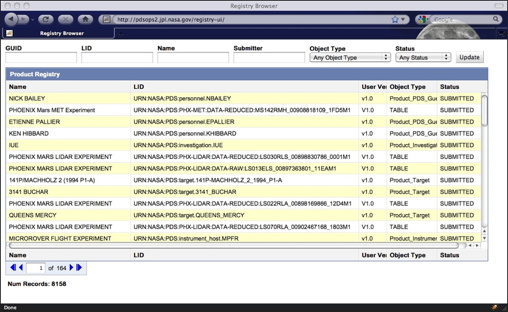 Registry Browser
http://pdsops2.jpl.nasa.gov/registry-ui/
Google
Registry Browser
GUID LID Name Submitter Object Type Status
Any Object Type Any Status Update
Product Registry
Name LID User Ver Object Type Status
NICK BAILEY URN:NASA:PDS:personnel.NBAILEY v1.0 Product_PDS_Gue SUBMITTED
PHOENIX Mars MET Experiment URN:NASA:PDS:PHX-MET:DATA-REDUCED:MS142RMH_00908818109_1FD5M1 V1.0 TABLE SUBMITTED
ETIENNE PALLIER URN:NASA:PDS:personnel.EPALLIER v1.0 Product_PDS_Gue SUBMITTED
KEN HIBBARD URN:NASA:PDS:personnel.KHIBBARD v1.0 Product_PDS_Gue SUBMITTED
IUE URN:NASA:PDS:investigation.IUE v1.0 Product_Investigat SUBMITTED
PHOENIX MARS LIDAR EXPERIMENT URN:NASA:PDS:PHX-LIDAR:DATA-REDUCED:LS030RLS_00898830786_0001M1 V1.0 TABLE SUBMITTED
PHOENIX MARS LIDAR EXPERIMENT URN:NASA:PDS:PHX-LIDAR:DATA-RAW:LS013ELS_00897363801_11EAM1 V1.0 TABLE SUBMITTED
141P/MACHHOLZ 2 (1994 P1-A) URN:NASA:PDS:target.141P-MACHHOLZ_2_1994_P1-A v1.0 Product_Target SUBMITTED
3141 BUCHAR URN:NASA:PDS:target.3141_BUCHAR v1.0 Product_Target SUBMITTED
PHOENIX MARS LIDAR EXPERIMENT URN:NASA:PDS:PHX-LIDAR:DATA-REDUCED:LS022RLA_00898169866_12D4M1 V1.0 TABLE SUBMITTED
QUEENS MERCY URN:NASA:PDS:target.QUEENS_MERCY v1.0 Product_Target SUBMITTED
PHOENIX MARS LIDAR EXPERIMENT URN:NASA:PDS:PHX-LIDAR:DATA-REDUCED:LS070RLA_00902467168_1803M1 V1.0 TABLE SUBMITTED
MICROROVER FLIGHT EXPERIMENT URN:NASA:PDS:instrument_host.MPFR v1.0 Product_Instrumen SUBMITTED
Name LID User Ver Object Type Status
1 of 164
Num Records: 8158
Done